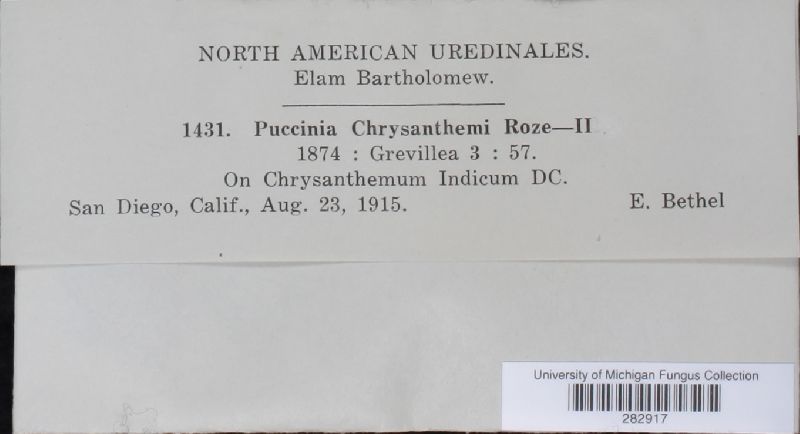 NORTH AMERICAN UREDINALES.
Elam Bartholomew.
1431. Puccinia Chrysanthemi Roze—II
1874 : Grevillea 3 : 57.
On Chrysanthemum Indicum DC.
San Diego, Calif., Aug. 23, 1915. E. Bethel
University of Michigan Fungus Collection
282917